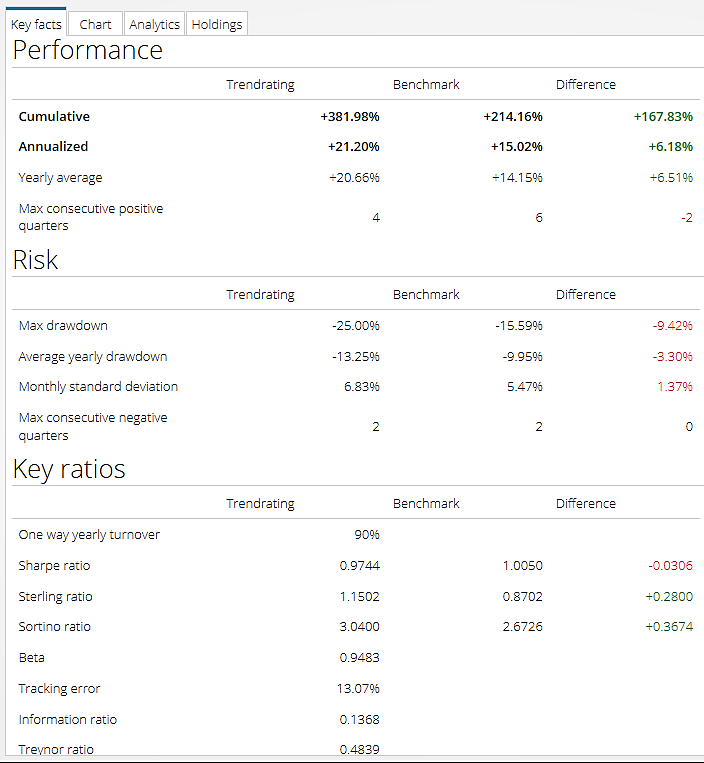 Key facts Chart Analytics Holdings
Performance
Trendrating Benchmark Difference
Cumulative +381.98% +214.16% +167.83%
Annualized +21.20% +15.02% +6.18%
Yearly average +20.66% +14.15% +6.51%
Max consecutive positive
quarters 4 6 -2
Risk
Trendrating Benchmark Difference
Max drawdown -25.00% -15.59% -9.42%
Average yearly drawdown -13.25% -9.95% -3.30%
Monthly standard deviation 6.83% 5.47% 1.37%
Max consecutive negative
quarters 2 2 0
Key ratios
Trendrating Benchmark Difference
One way yearly turnover 90%
Sharpe ratio 0.9744 1.0050 -0.0306
Sterling ratio 1.1502 0.8702 +0.2800
Sortino ratio 3.0400 2.6726 +0.3674
Beta 0.9483
Tracking error 13.07%
Information ratio 0.1368
Treynor ratio 0.4839